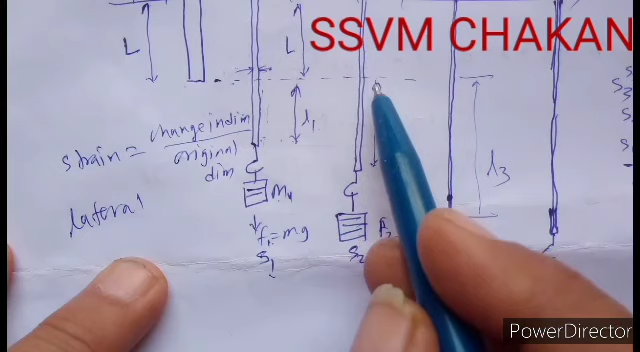 SSVM CHAKAN
L
L
l1
l3
strain = change in dim
original
dim
lateral
M1
F1 = mg
S1
S2
PowerDirector